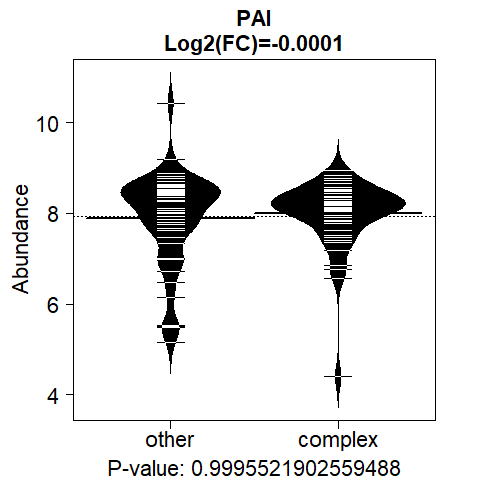 PAI
Log2(FC)=-0.0001
Abundance
10
8
6
4
other complex
P-value: 0.9995521902559488